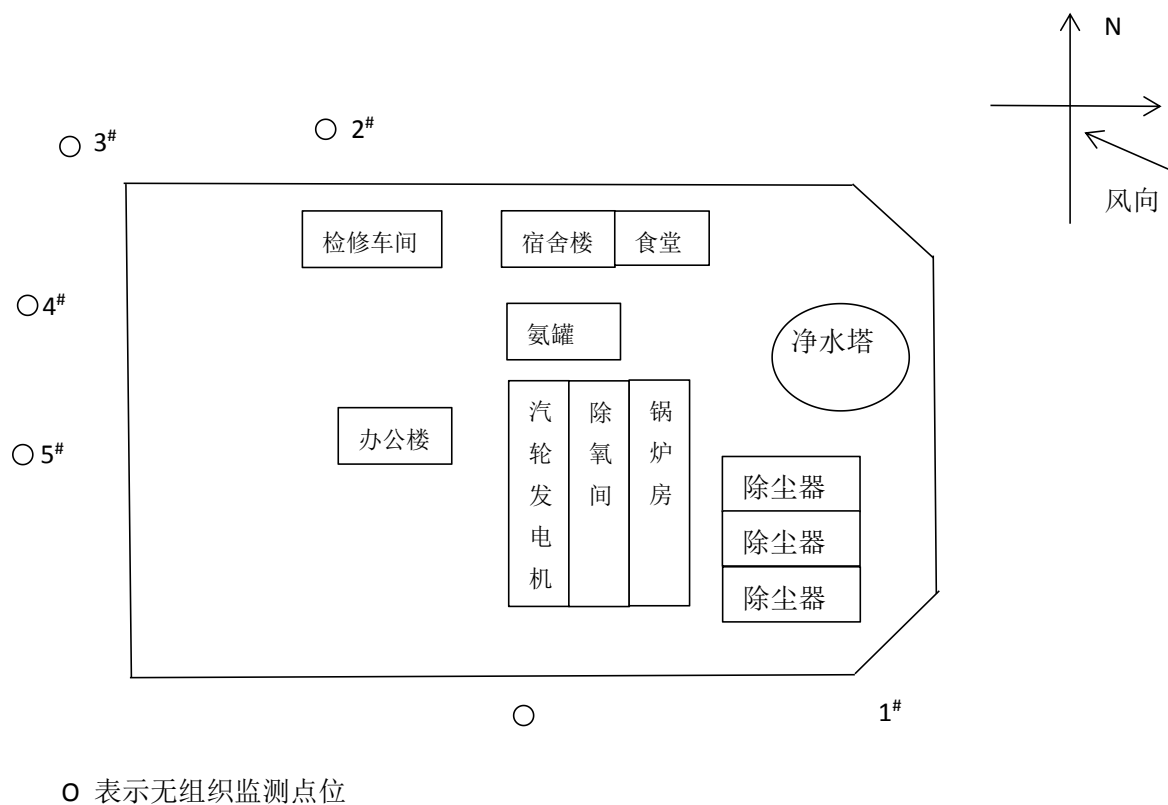 N
风向
2#
3#
检修车间
宿舍楼
食堂
4#
氨罐
净水塔
办公楼
5#
汽轮发电机
除氧间
锅炉房
除尘器
除尘器
除尘器
1#
O 表示无组织监测点位